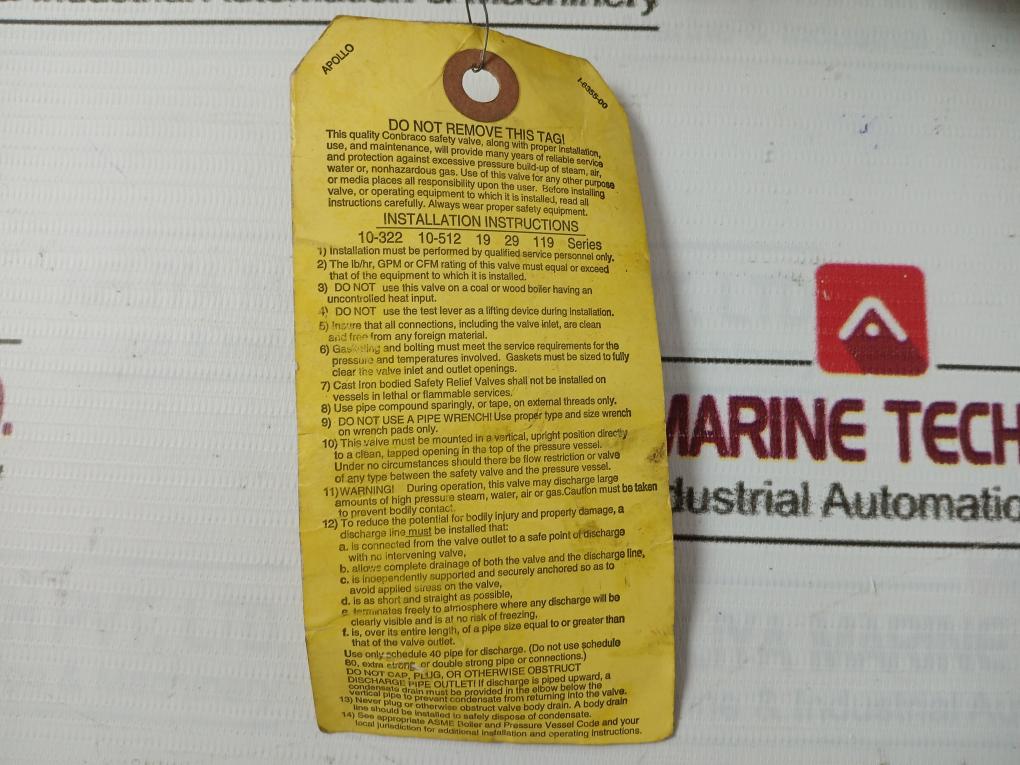 Industrial Automation & Machinery
APOLLO
I-6355-00
DO NOT REMOVE THIS TAG!
This quality Conbraco safety valve, along with proper installation,
use, and maintenance, will provide many years of reliable service
and protection against excessive pressure build-up of steam, air,
water or, nonhazardous gas. Use of this valve for any other purpose
or media places all responsibility upon the user. Before installing
valve, or operating equipment to which it is installed, read all
instructions carefully. Always wear proper safety equipment.
INSTALLATION INSTRUCTIONS
10-322 10-512 19 29 119 Series
1) Installation must be performed by qualified service personnel only.
2) The lb/hr, GPM or CFM rating of this valve must equal or exceed
that of the equipment to which it is installed.
3) DO NOT use this valve on a coal or wood boiler having an
uncontrolled heat input.
4) DO NOT use the test lever as a lifting device during installation.
5) Insure that all connections, including the valve inlet, are clean
and free from any foreign material.
6) Gasketing and bolting must meet the service requirements for the
pressure and temperatures involved. Gaskets must be sized to fully
clear the valve inlet and outlet openings.
7) Cast Iron bodied Safety Relief Valves shall not be installed on
vessels in lethal or flammable services.
8) Use pipe compound sparingly, or tape, on external threads only.
9) DO NOT USE A PIPE WRENCH! Use proper type and size wrench
on wrench pads only.
10) This valve must be mounted in a vertical, upright position directly
to a clean, tapped opening in the top of the pressure vessel.
Under no circumstances should there be flow restriction or valve
of any type between the safety valve and the pressure vessel.
11) WARNING! During operation, this valve may discharge large
amounts of high pressure steam, water, air or gas. Caution must be taken
to prevent bodily contact.
12) To reduce the potential for bodily injury and property damage, a
discharge line must be installed that:
a. is connected from the valve outlet to a safe point of discharge
with no intervening valve,
b. allows complete drainage of both the valve and the discharge line,
c. is independently supported and securely anchored so as to
avoid applied stress on the valve,
d. is as short and straight as possible,
e. terminates freely to atmosphere where any discharge will be
clearly visible and is at no risk of freezing,
f. is, over its entire length, of a pipe size equal to or greater than
that of the valve outlet.
Use only schedule 40 pipe for discharge. (Do not use schedule
80, extra strong, or double strong pipe or connections.)
DO NOT CAP, PLUG, OR OTHERWISE OBSTRUCT
DISCHARGE PIPE OUTLET! If discharge is piped upward, a
condensate drain must be provided in the elbow below the
vertical pipe to prevent condensate from returning into the valve.
13) Never plug or otherwise obstruct valve body drain. A body drain
line should be installed to safely dispose of condensate.
14) See appropriate ASME Boiler and Pressure Vessel Code and your
local jurisdiction for additional installation and operating instructions.
MARINE TECH
dustrial Automatio